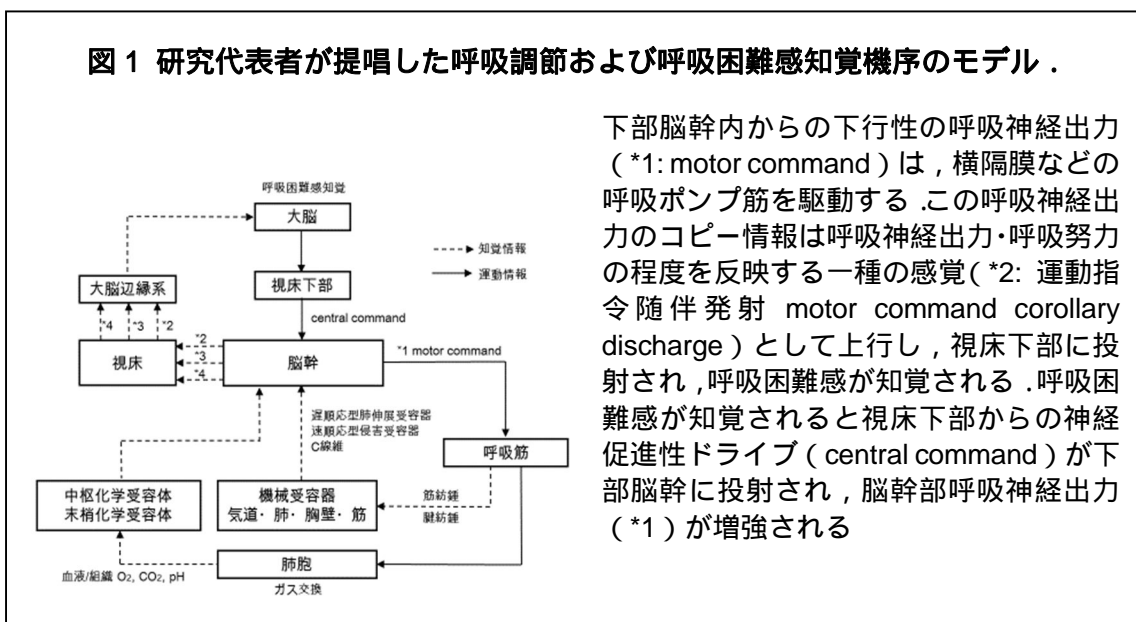 図 1 研究代表者が提唱した呼吸調節および呼吸困難感知覚機序のモデル．
下部脳幹内からの下行性の呼吸神経出力
（*1: motor command）は，横隔膜などの
呼吸ポンプ筋を駆動する．この呼吸神経出
力のコピー情報は呼吸神経出力・呼吸努力
の程度を反映する一種の感覚（*2: 運動指
令随伴発射 motor command corollary
discharge）として上行し，視床下部に投
射され，呼吸困難感が知覚される．呼吸困
難感が知覚されると視床下部からの神経
促進性ドライブ（central command）が下
部脳幹に投射され，脳幹部呼吸神経出力
（*1）が増強される
呼吸困難感知覚
大脳
知覚情報
運動情報
視床下部
大脳辺縁系
central command
*4 *3 *2
*2
*3
*4
視床
脳幹
*1 motor command
遅順応型肺伸展受容器
速順応型侵害受容器
C線維
呼吸筋
中枢化学受容体
末梢化学受容体
機械受容器
気道・肺・胸壁・筋
筋紡錘
腱紡錘
肺胞
血液/組織 O2, CO2, pH
ガス交換